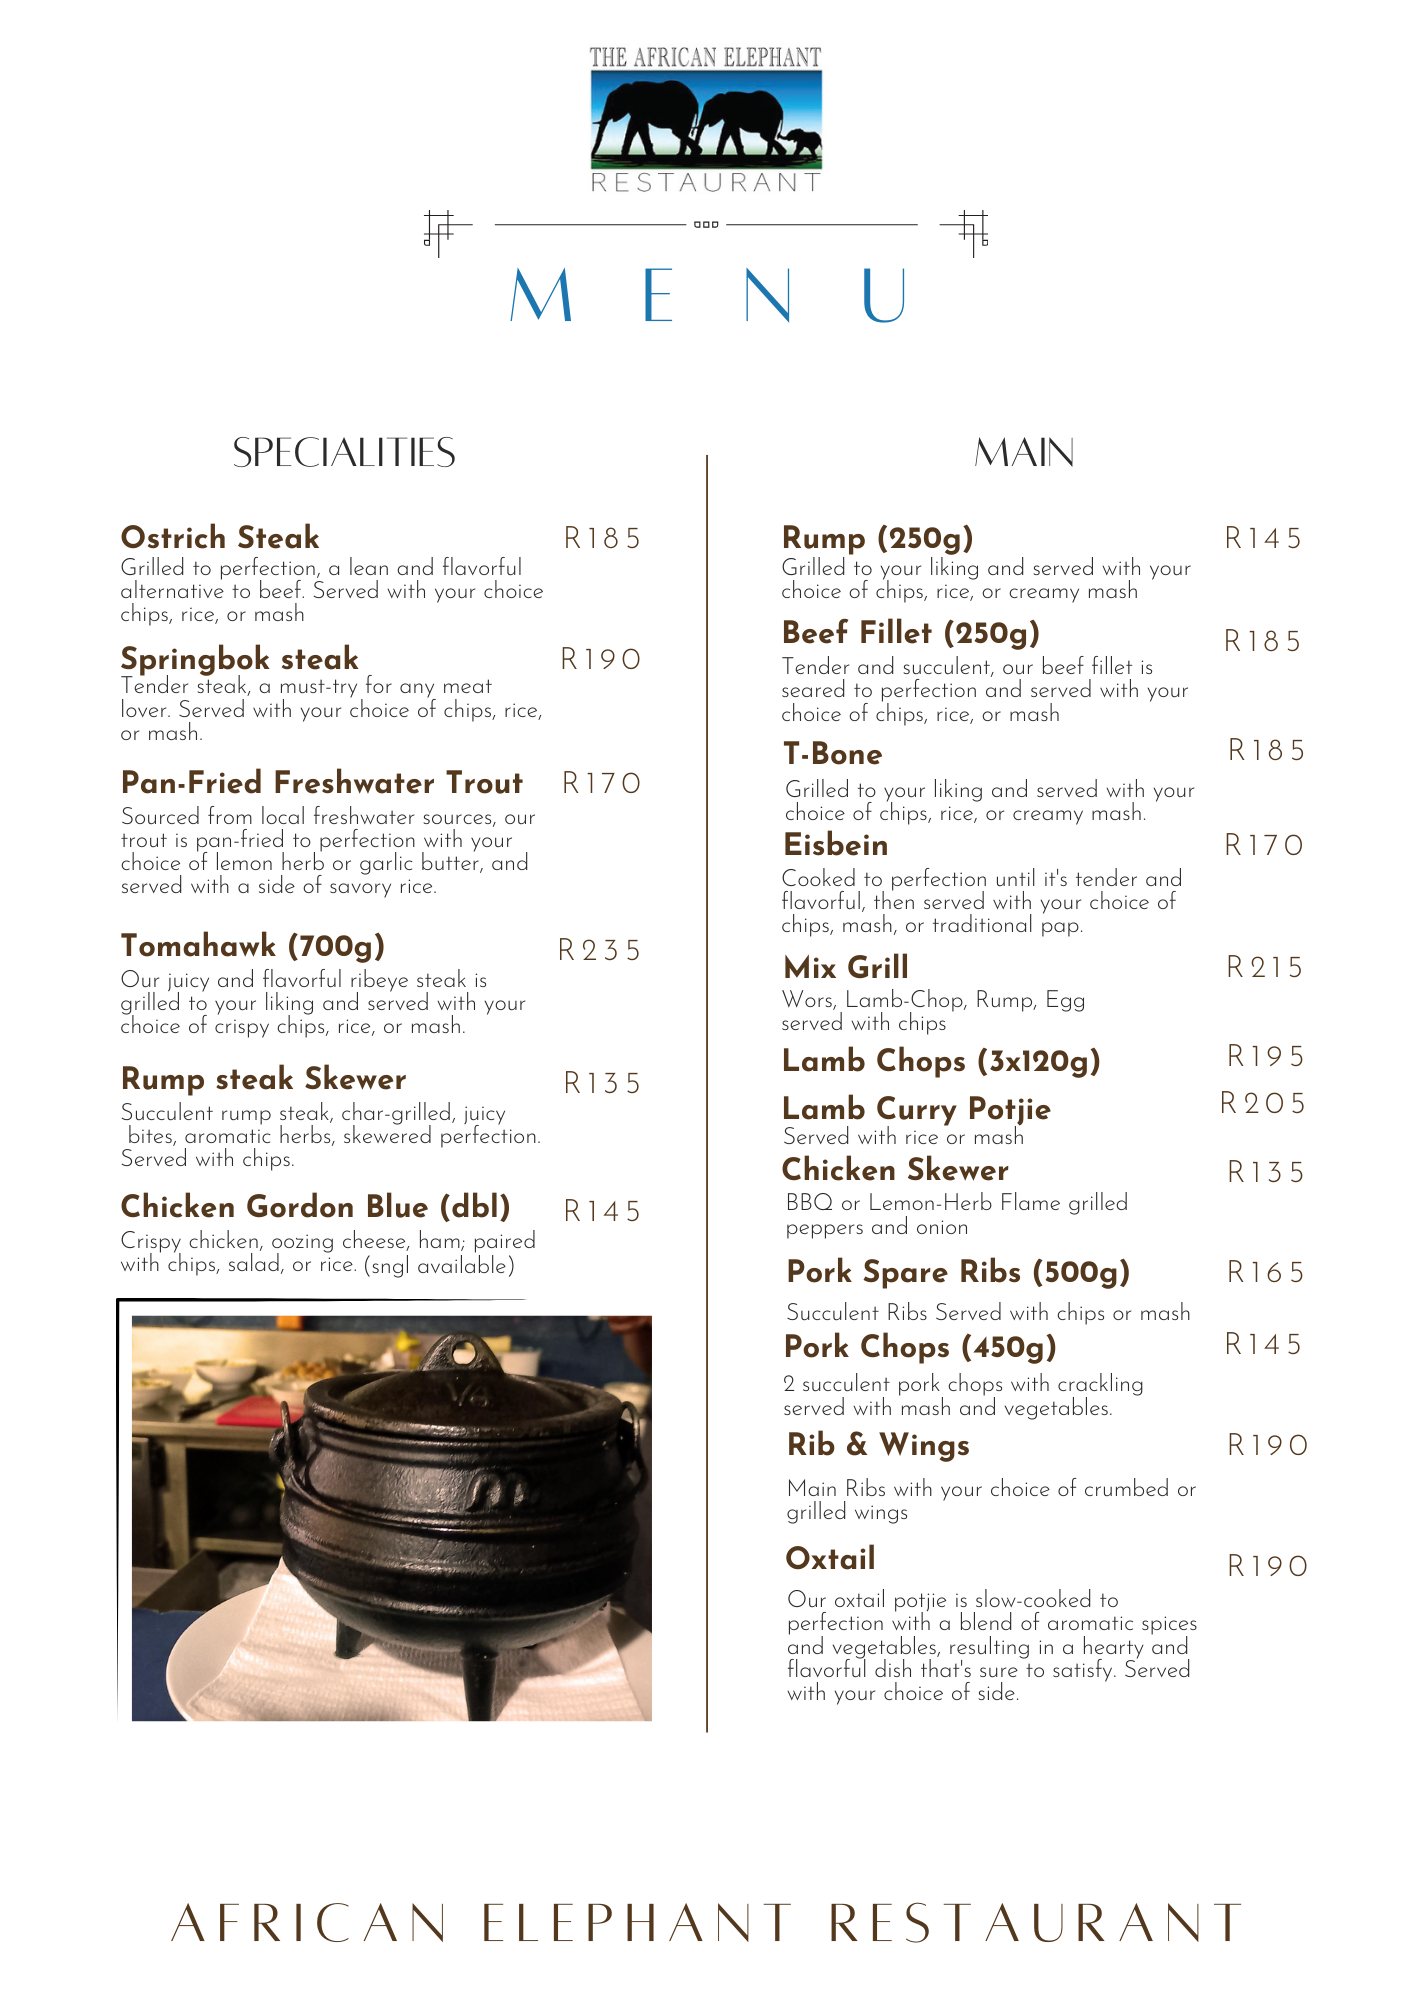 THE AFRICAN ELEPHANT
RESTAURANT
MENU
SPECIALITIES
Ostrich Steak R185
Grilled to perfection, a lean and flavorful
alternative to beef. Served with your choice
chips, rice, or mash
Springbok steak R190
Tender steak, a must-try for any meat
lover. Served with your choice of chips, rice,
or mash.
Pan-Fried Freshwater Trout R170
Sourced from local freshwater sources, our
trout is pan-fried to perfection with your
choice of lemon herb or garlic butter, and
served with a side of savory rice.
Tomahawk (700g) R235
Our juicy and flavorful ribeye steak is
grilled to your liking and served with your
choice of crispy chips, rice, or mash.
Rump steak Skewer R135
Succulent rump steak, char-grilled, juicy
bites, aromatic herbs, skewered perfection.
Served with chips.
Chicken Gordon Blue (dbl) R145
Crispy chicken, oozing cheese, ham; paired
with chips, salad, or rice. (sngl available)
MAIN
Rump (250g) R145
Grilled to your liking and served with your
choice of chips, rice, or creamy mash
Beef Fillet (250g) R185
Tender and succulent, our beef fillet is
seared to perfection and served with your
choice of chips, rice, or mash
T-Bone R185
Grilled to your liking and served with your
choice of chips, rice, or creamy mash.
Eisbein R170
Cooked to perfection until it's tender and
flavorful, then served with your choice of
chips, mash, or traditional pap.
Mix Grill R215
Wors, Lamb-Chop, Rump, Egg
served with chips
Lamb Chops (3x120g) R195
Lamb Curry Potjie R205
Served with rice or mash
Chicken Skewer R135
BBQ or Lemon-Herb Flame grilled
peppers and onion
Pork Spare Ribs (500g) R165
Succulent Ribs Served with chips or mash
Pork Chops (450g) R145
2 succulent pork chops with crackling
served with mash and vegetables.
Rib & Wings R190
Main Ribs with your choice of crumbed or
grilled wings
Oxtail R190
Our oxtail potjie is slow-cooked to
perfection with a blend of aromatic spices
and vegetables, resulting in a hearty and
flavorful dish that's sure to satisfy. Served
with your choice of side.
AFRICAN ELEPHANT RESTAURANT